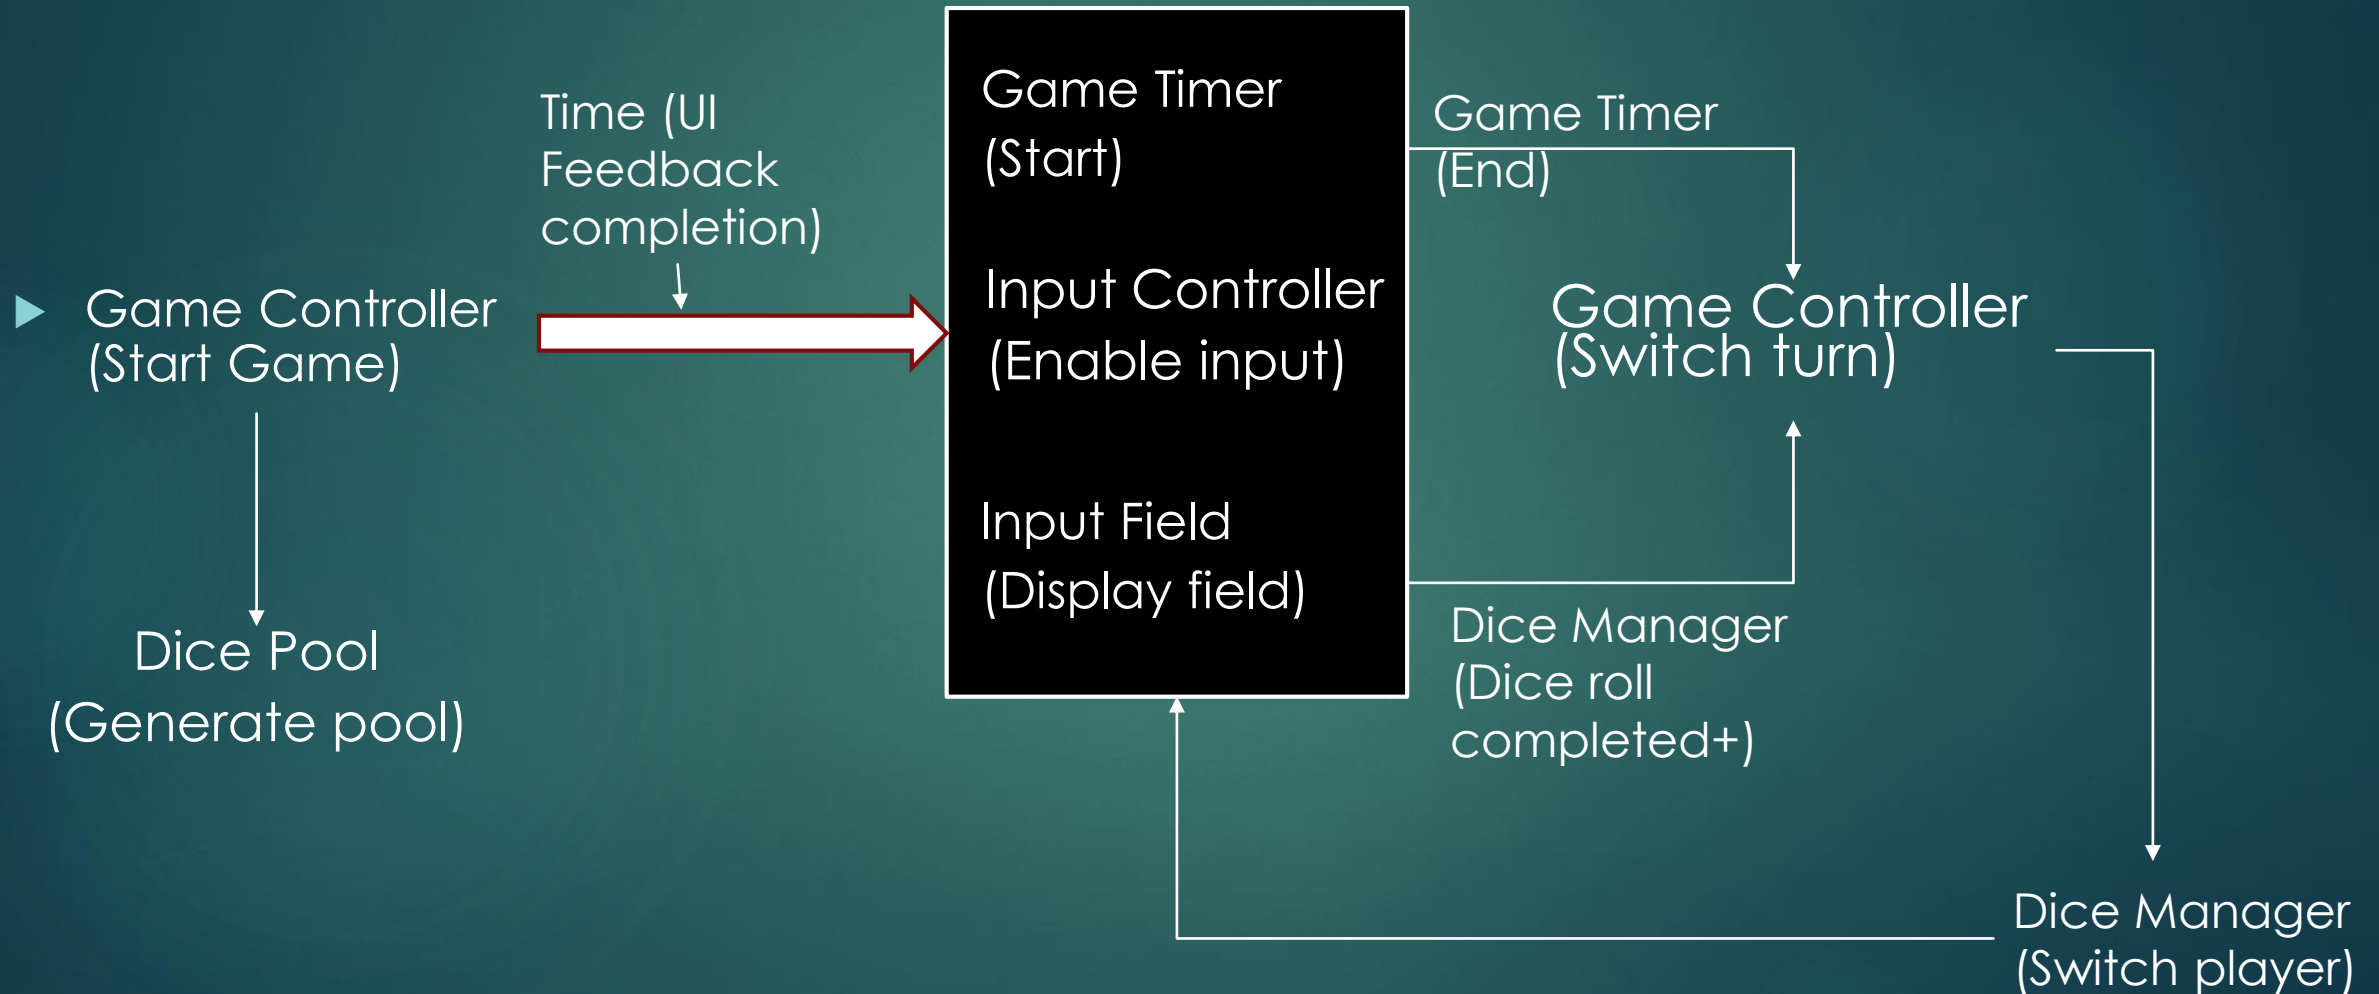 Game Controller
(Start Game)
Dice Pool
(Generate pool)
Time (UI
Feedback
completion)
Game Timer
(Start)
Input Controller
(Enable input)
Input Field
(Display field)
Game Timer
(End)
Game Controller
(Switch turn)
Dice Manager
(Dice roll
completed+)
Dice Manager
(Switch player)